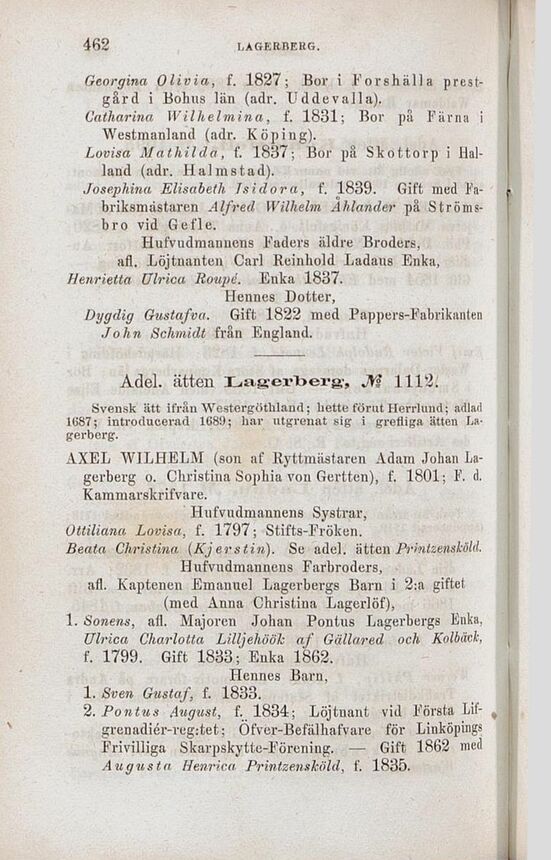 462 LAGERBERG.
Georgina Olivia, f. 1827; Bor i Forshälla prest-
gård i Bohus län (adr. Uddevalla).
Catharina Wilhelmina, f. 1831; Bor på Färna i
Westmanland (adr. Köping).
Lovisa Mathilda, f. 1837; Bor på Skottorp i Hal-
land (adr. Halmstad).
Josephina Elisabeth Isidora, f. 1839. Gift med Fa-
briksmästaren Alfred Wilhelm Åhlander på Ströms-
bro vid Gefle.
Hufvudmannens Faders äldre Broders,
afl. Löjtnanten Carl Reinhold Ladaus Enka,
Henrietta Ulrica Roupé. Enka 1837.
Hennes Dotter,
Dygdig Gustafva. Gift 1822 med Pappers-Fabrikanten
John Schmidt från England.
Adel. ätten Lagerberg, № 1112.
Svensk ätt ifrån Westergöthland; hette förut Herrlund; adlad
1687; introducerad 1689; har utgrenat sig i grefliga ätten La-
gerberg.
AXEL WILHELM (son af Ryttmästaren Adam Johan La-
gerberg o. Christina Sophia von Gertten), f. 1801; F. d.
Kammarskrifvare.
Hufvudmannens Systrar,
Ottiliana Lovisa, f. 1797; Stifts-Fröken.
Beata Christina (Kjerstin). Se adel. ätten Printzensköld.
Hufvudmannens Farbroders,
afl. Kaptenen Emanuel Lagerbergs Barn i 2:a giftet
(med Anna Christina Lagerlöf),
1. Sonens, afl. Majoren Johan Pontus Lagerbergs Enka,
Ulrica Charlotta Lilljehöök af Gällared och Kolbäck,
f. 1799. Gift 1833; Enka 1862.
Hennes Barn,
1. Sven Gustaf, f. 1833.
2. Pontus August, f. 1834; Löjtnant vid Första Lif-
grenadiér-reg:tet; Öfver-Befälhafvare för Linköpings
Frivilliga Skarpskytte-Förening. — Gift 1862 med
Augusta Henrica Printzensköld, f. 1835.